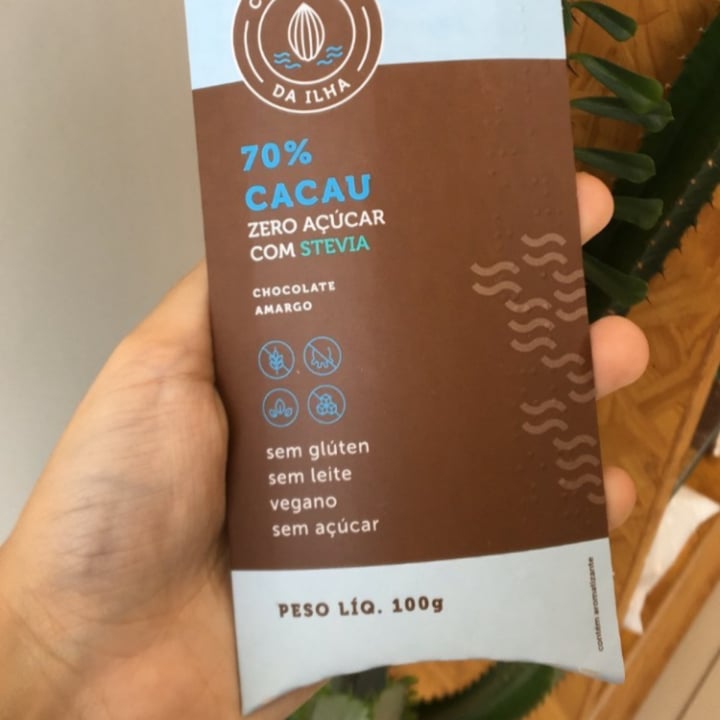 DA ILHA
70%
CACAU
ZERO AÇÚCAR
COM STEVIA
CHOCOLATE
AMARGO
sem glúten
sem leite
vegano
sem açúcar
PESO LÍQ. 100g
contém aromatizante